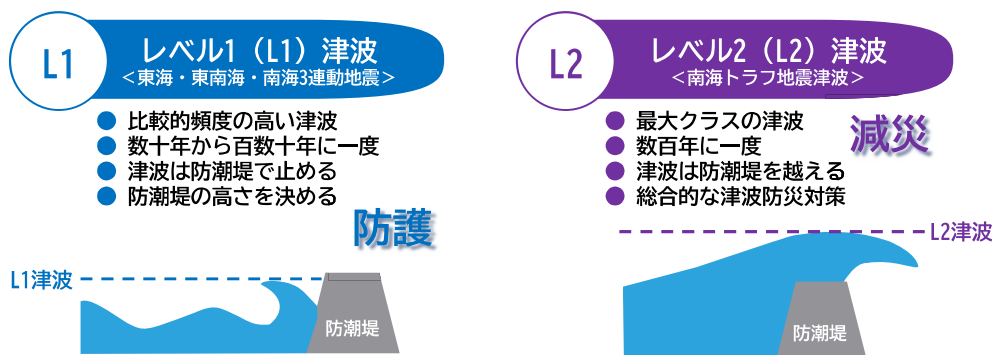 L1
レベル1（L1）津波
＜東海・東南海・南海3連動地震＞
● 比較的頻度の高い津波
● 数十年から百数十年に一度
● 津波は防潮堤で止める
● 防潮堤の高さを決める
防護
L1津波
防潮堤
L2
レベル2（L2）津波
＜南海トラフ地震津波＞
● 最大クラスの津波
● 数百年に一度
● 津波は防潮堤を越える
● 総合的な津波防災対策
減災
L2津波
防潮堤